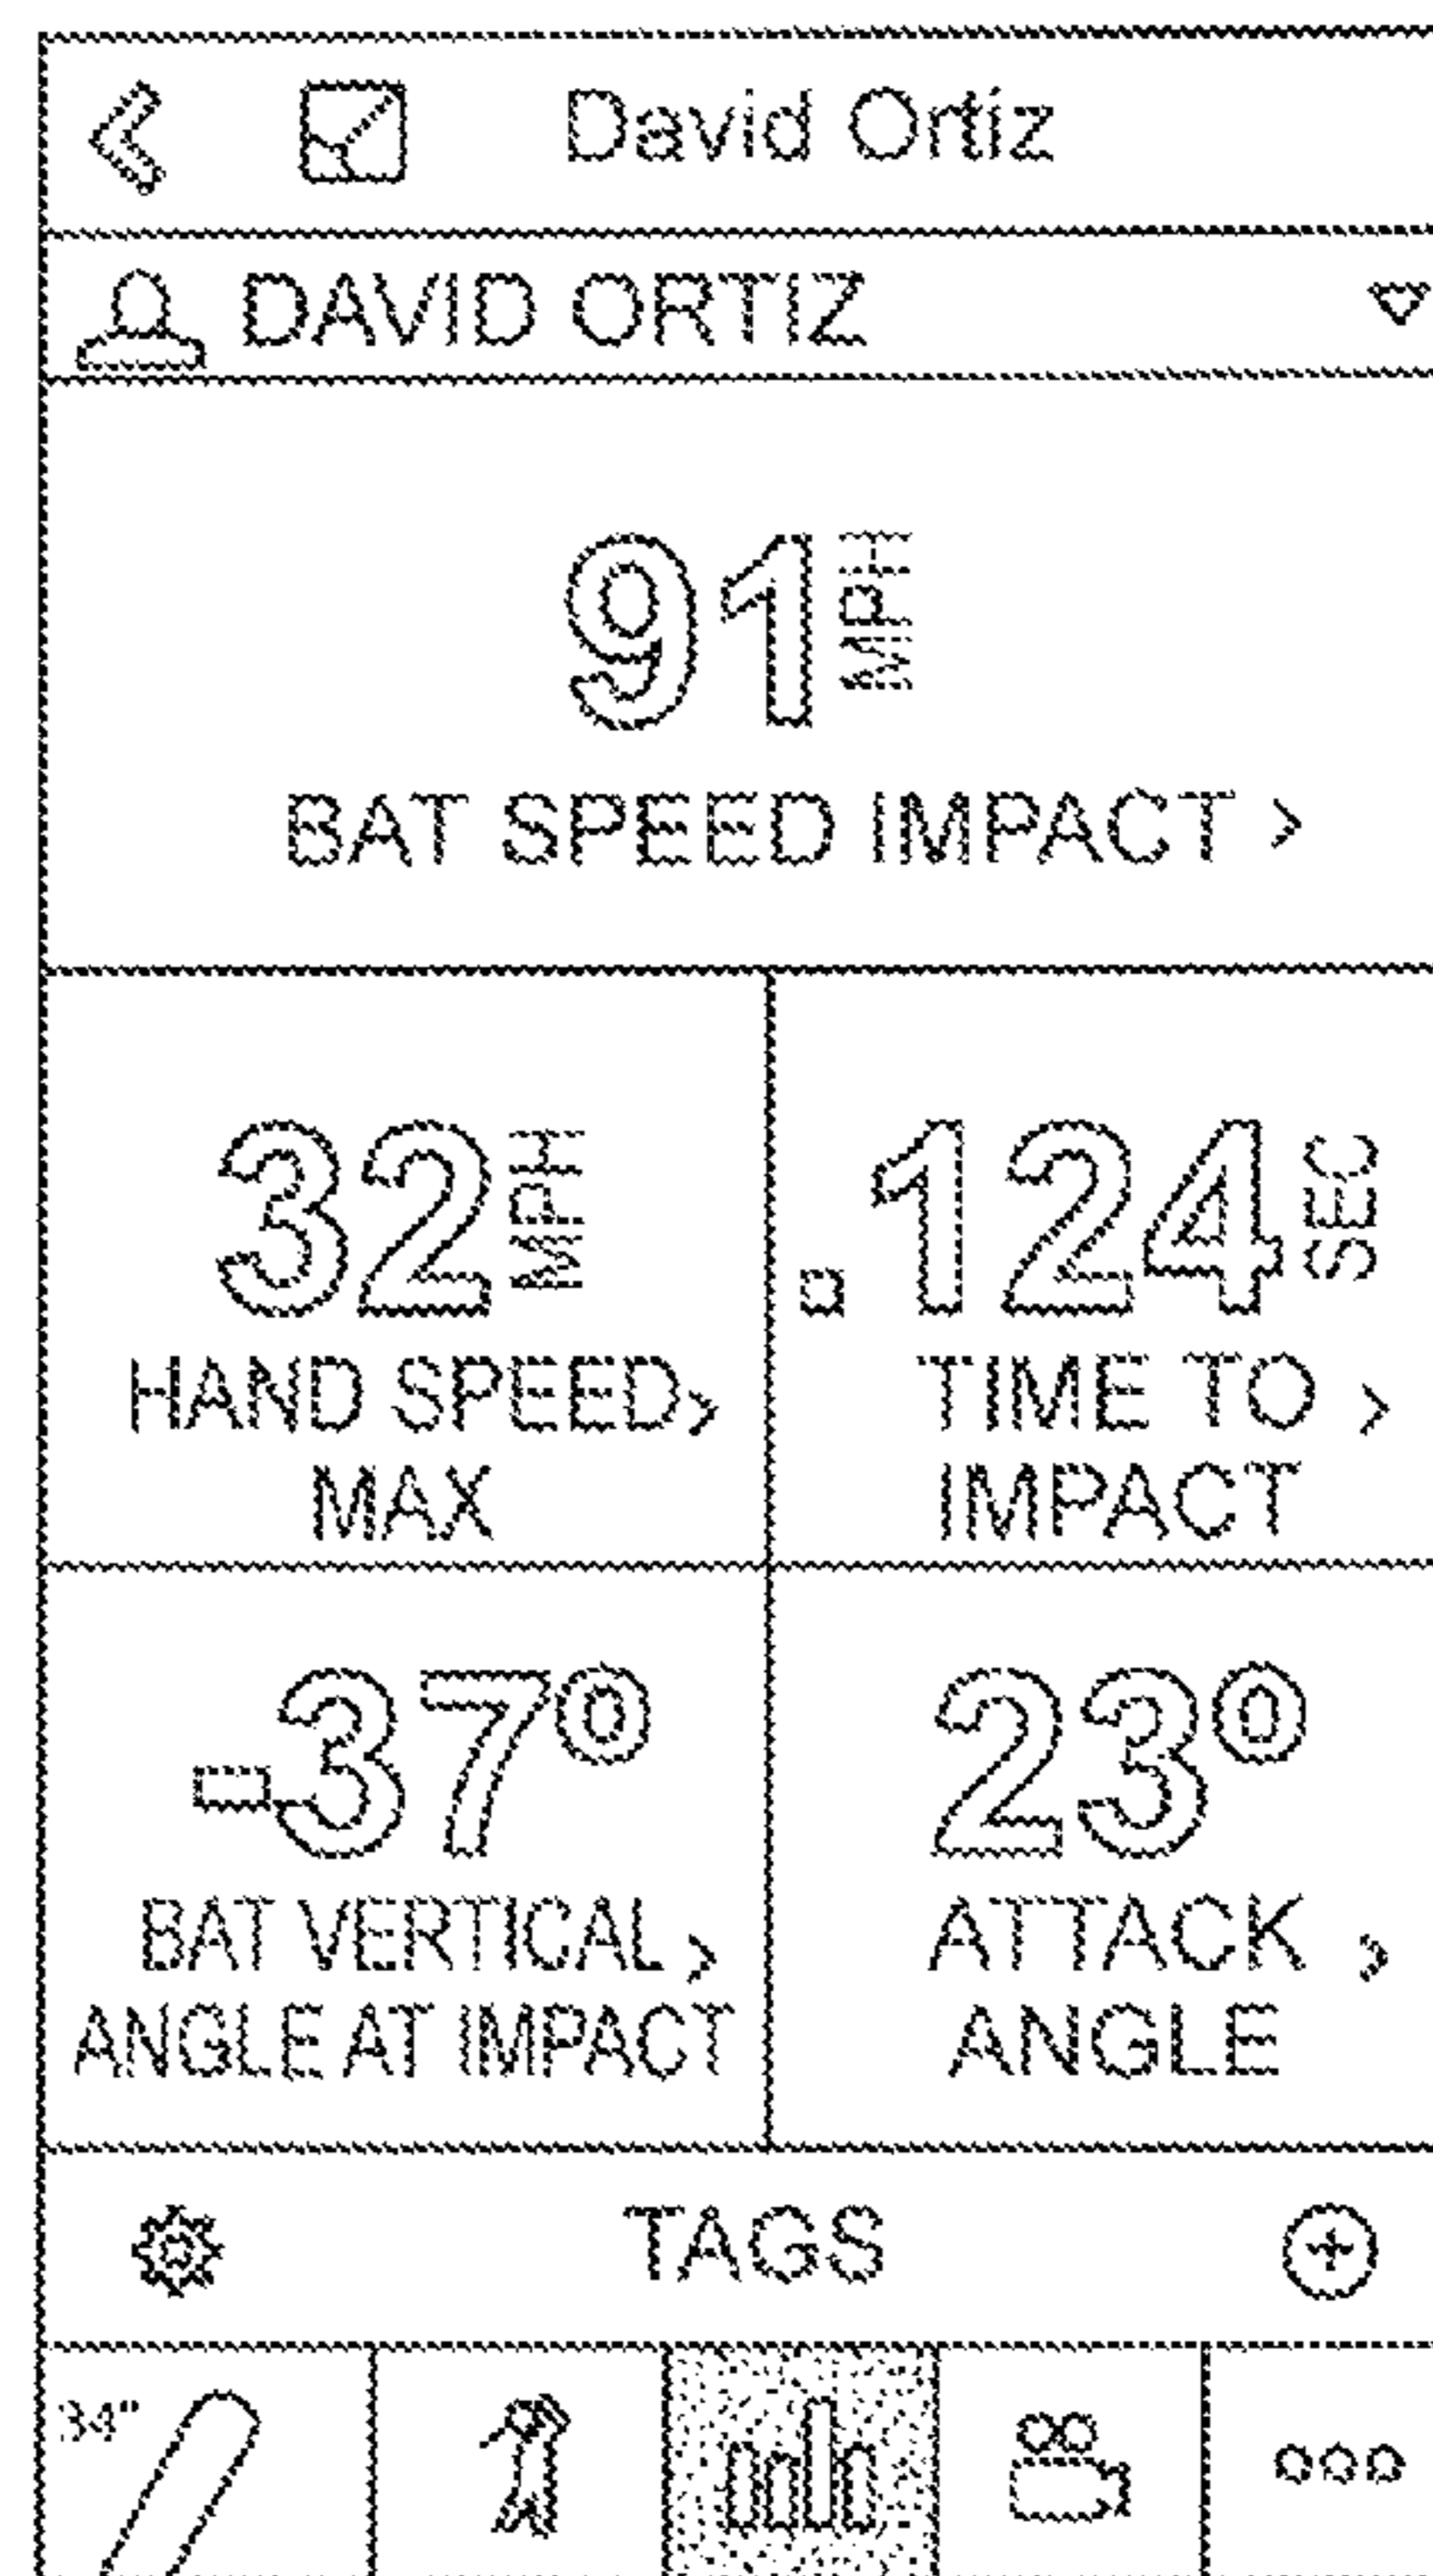 David Ortiz
DAVID ORTIZ
91 MPH
BAT SPEED IMPACT >
32 MPH
HAND SPEED >
MAX
.124 SEC
TIME TO >
IMPACT
-37°
BAT VERTICAL >
ANGLE AT IMPACT
23°
ATTACK >
ANGLE
TAGS
34"